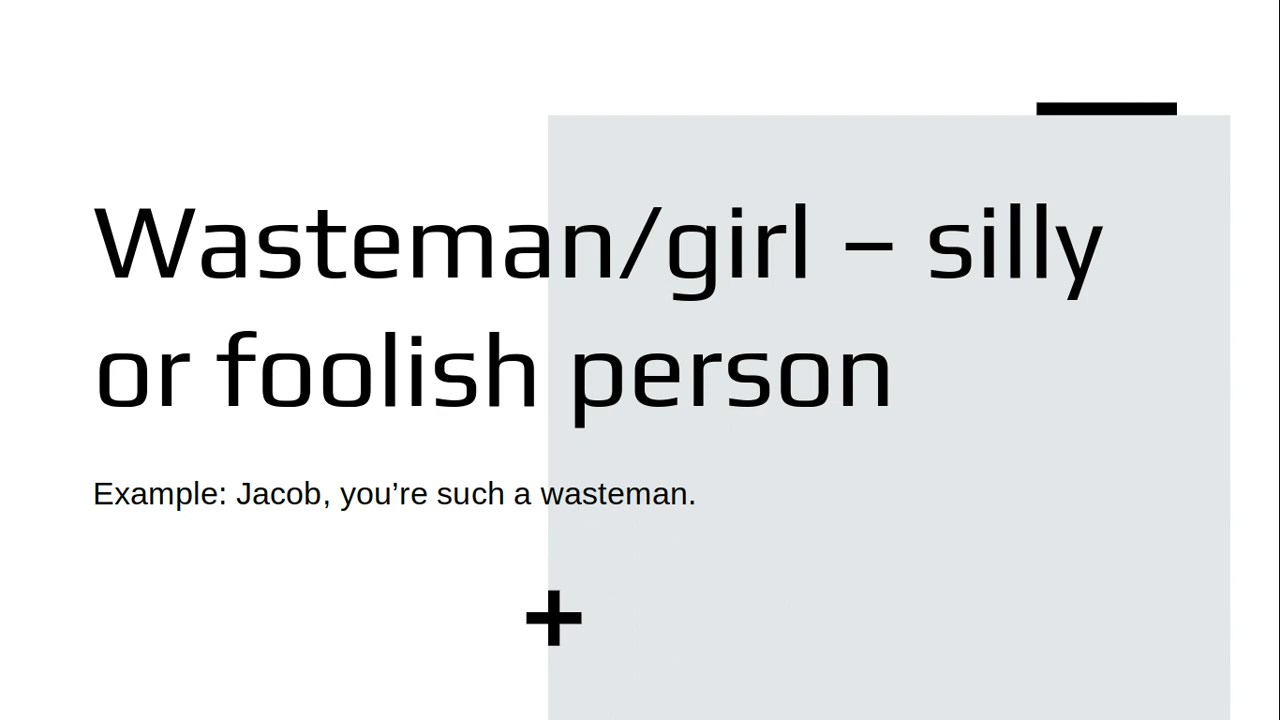 Wasteman/girl – silly
or foolish person
Example: Jacob, you’re such a wasteman.